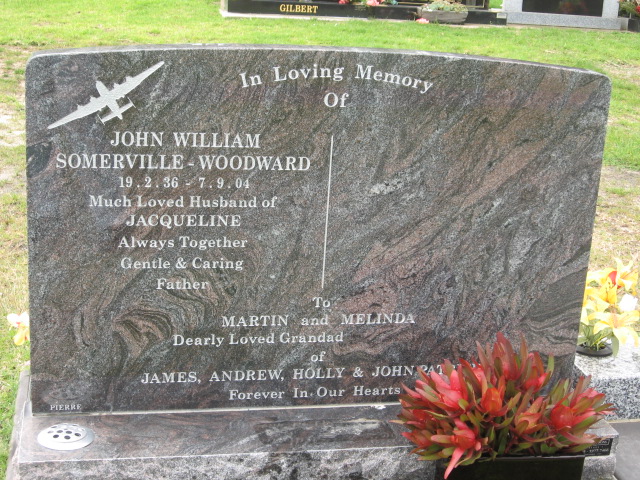 GILBERT
In Loving Memory
Of
JOHN WILLIAM
SOMERVILLE - WOODWARD
19.2.36 - 7.9.04
Much Loved Husband of
JACQUELINE
Always Together
Gentle & Caring
Father
To
MARTIN and MELINDA
Dearly Loved Grandad
of
JAMES, ANDREW, HOLLY &
Forever In Our Hearts
PIERRE